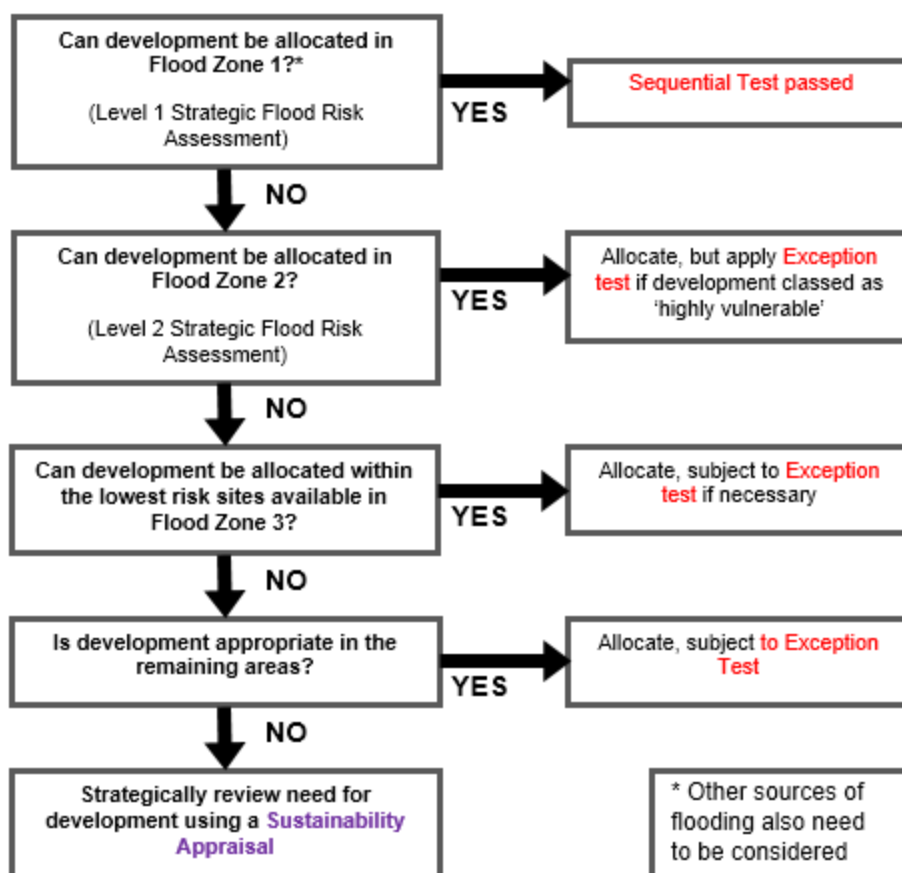 Can development be allocated in
Flood Zone 1?*
(Level 1 Strategic Flood Risk
Assessment)
YES
Sequential Test passed
NO
Can development be allocated in
Flood Zone 2?
(Level 2 Strategic Flood Risk
Assessment)
YES
Allocate, but apply Exception
test if development classed as
‘highly vulnerable’
NO
Can development be allocated within
the lowest risk sites available in
Flood Zone 3?
YES
Allocate, subject to Exception
test if necessary
NO
Is development appropriate in the
remaining areas?
YES
Allocate, subject to Exception
Test
NO
Strategically review need for
development using a Sustainability
Appraisal
* Other sources of
flooding also need
to be considered